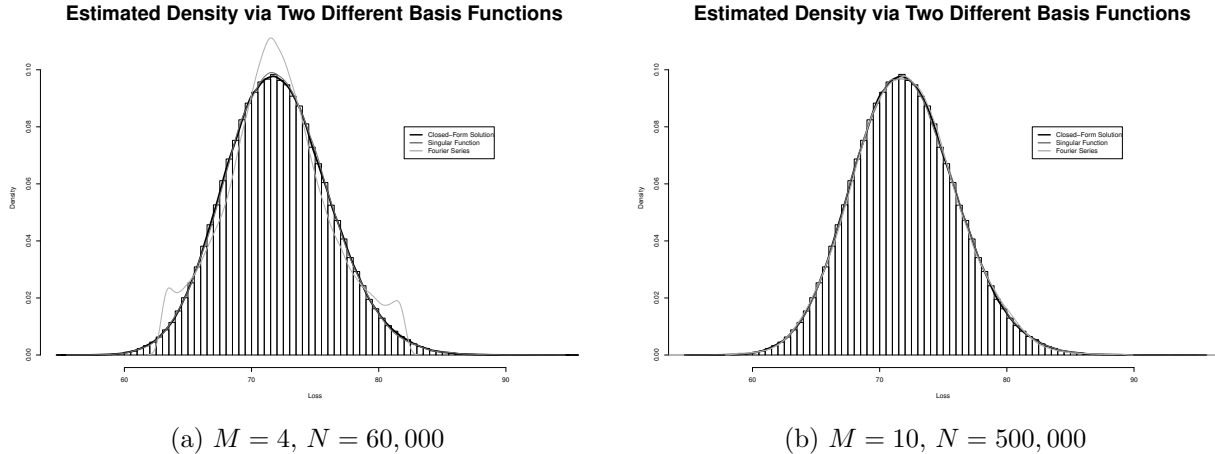 Estimated Density via Two Different Basis Functions
0.10
0.08
0.06
0.04
0.02
0.00
Density
Closed-Form Solution
Singular Function
Fourier Series
60
70
80
90
Loss
(a) M = 4, N = 60,000
Estimated Density via Two Different Basis Functions
0.10
0.08
0.06
0.04
0.02
0.00
Density
Closed-Form Solution
Singular Function
Fourier Series
60
70
80
90
Loss
(b) M = 10, N = 500,000